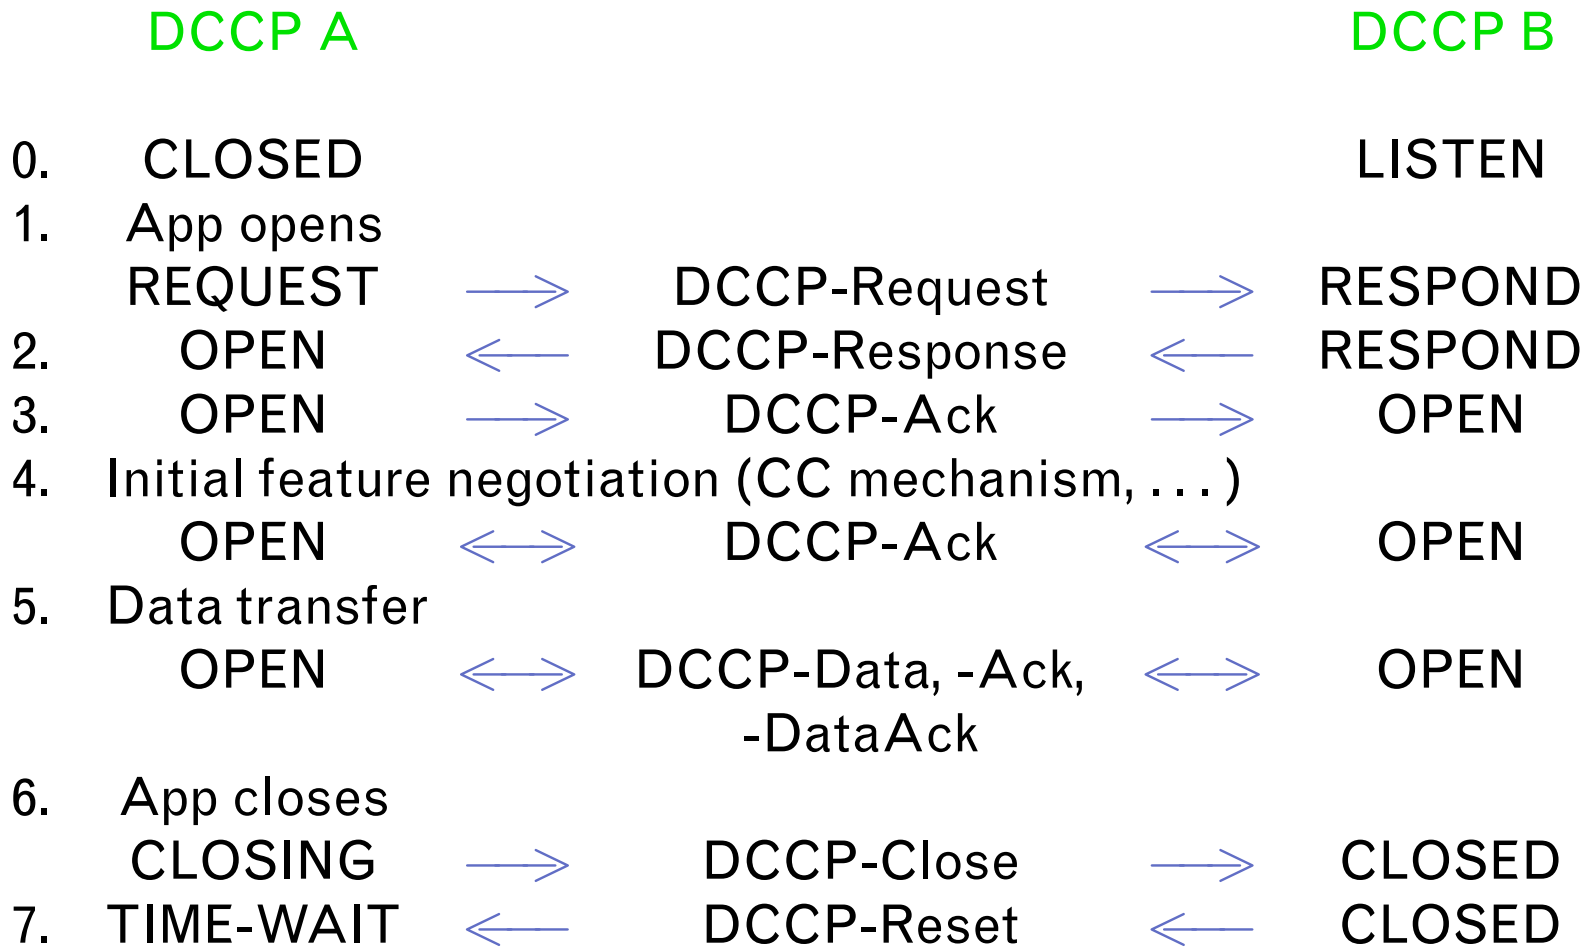 DCCP A DCCP B
0. CLOSED LISTEN
1. App opens
REQUEST ⟶ DCCP-Request ⟶ RESPOND
2. OPEN ⟵ DCCP-Response ⟵ RESPOND
3. OPEN ⟶ DCCP-Ack ⟶ OPEN
4. Initial feature negotiation (CC mechanism, . . . )
OPEN ⟷ DCCP-Ack ⟷ OPEN
5. Data transfer
OPEN ⟷ DCCP-Data, -Ack, ⟷ OPEN
-DataAck
6. App closes
CLOSING ⟶ DCCP-Close ⟶ CLOSED
7. TIME-WAIT ⟵ DCCP-Reset ⟵ CLOSED